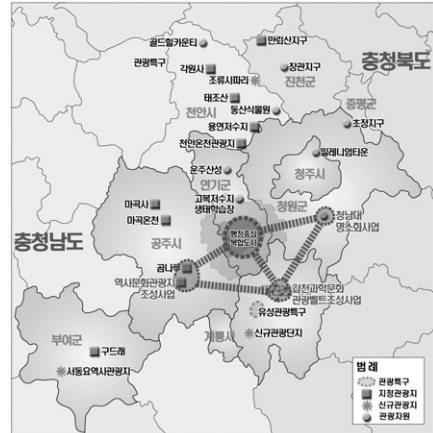 골드힐카운티
관광특구
만뢰산지구
충청북도
각원사
조류사파리
장관지구
진천군
태조산
천안시
동산식물원
증평군
초정지구
용연저수지
천안온천관광지
밀레니엄타운
청주시
운주산성
연기군
고복저수지
생태학습장
청원군
마곡사
마곡온천
공주시
충청남도
행정중심
복합도시
청남대
명소화사업
곰나루
역사문화관광지
조성사업
유성관광특구
관광벨트조성사업
신규관광단지
계룡시
부여군
구드래
서동요역사관광지
범례
관광특구
지정관광지
신규관광지
관광자원